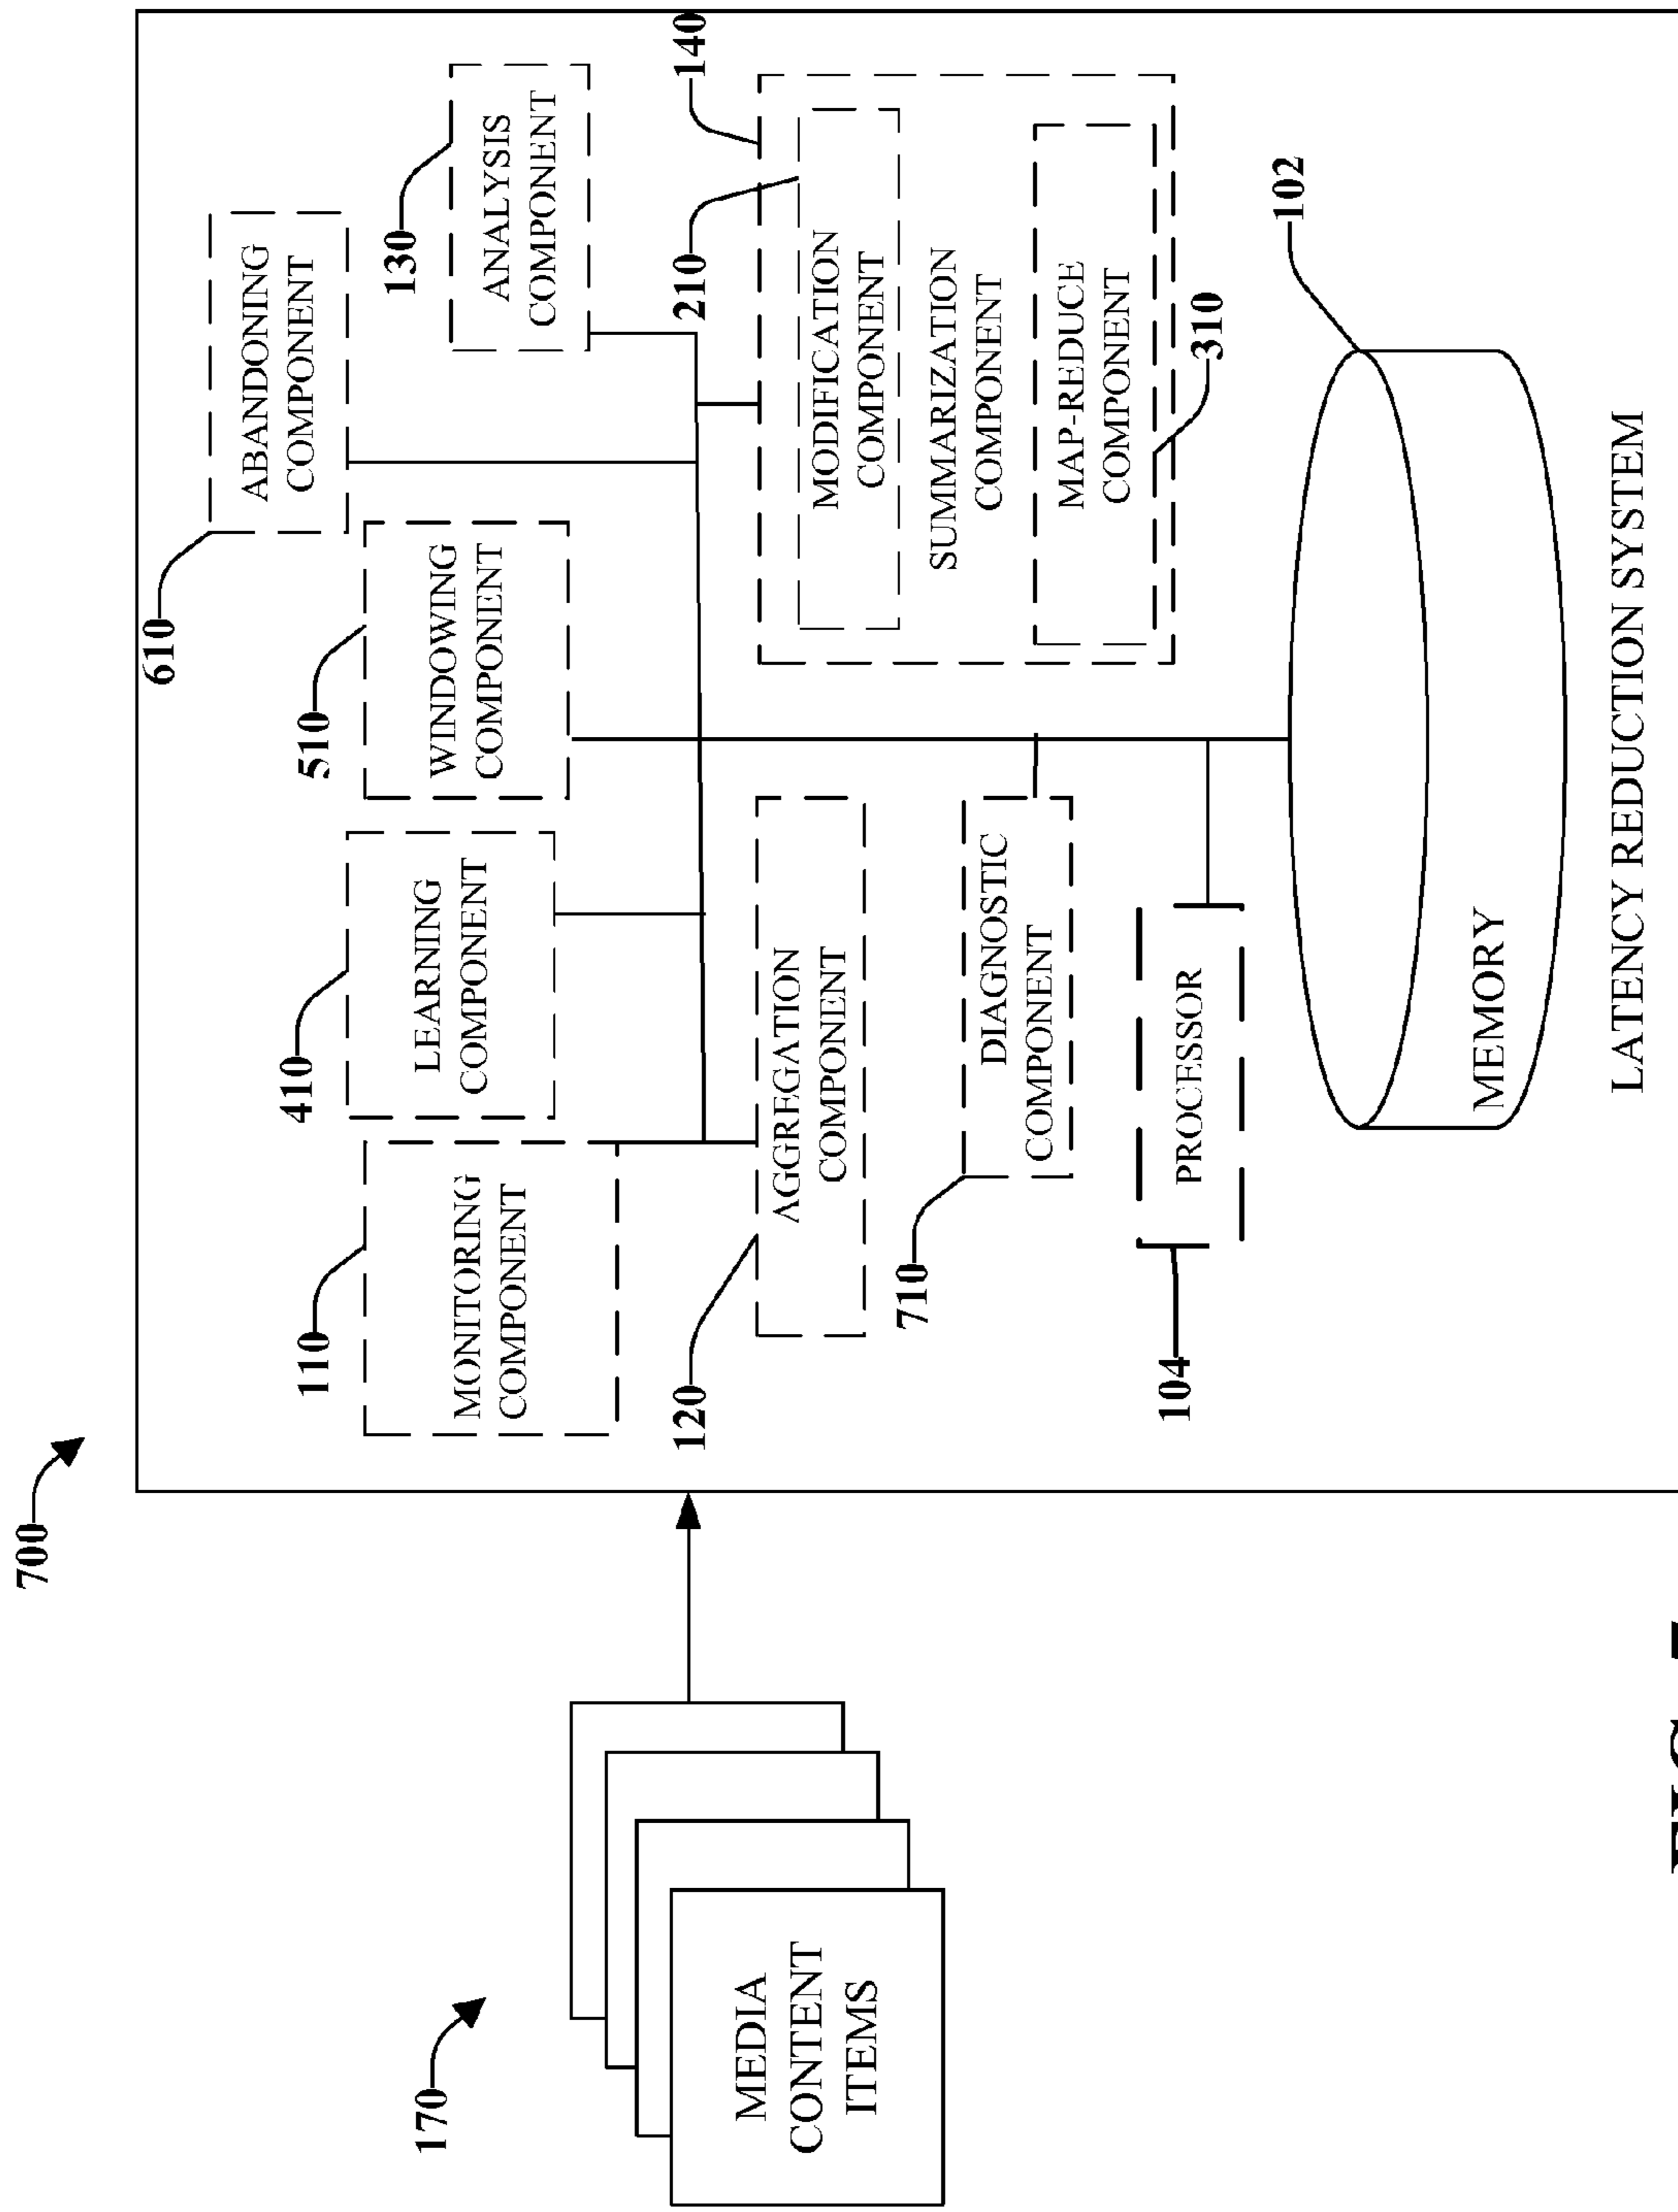 700
610
ABANDONING
COMPONENT
110
410
510
130
170
MONITORING
COMPONENT
LEARNING
COMPONENT
WINDOWING
COMPONENT
ANALYSIS
COMPONENT
120
210
140
MEDIA
CONTENT
ITEMS
AGGREGATION
COMPONENT
MODIFICATION
COMPONENT
710
SUMMARIZATION
COMPONENT
DIAGNOSTIC
COMPONENT
MAP-REDUCE
COMPONENT
104
PROCESSOR
310
102
MEMORY
LATENCY REDUCTION SYSTEM